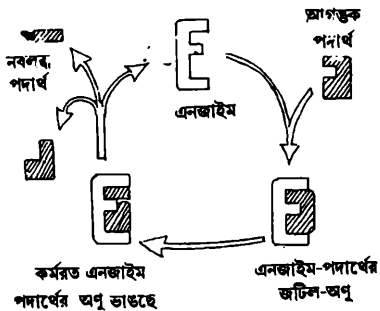 আগন্তুক
পদার্থ
নবলব্ধ
পদার্থ
এনজাইম
কর্মরত এনজাইম
পদার্থের অণু ভাঙছে
এনজাইম-পদার্থের
জটিল-অণু